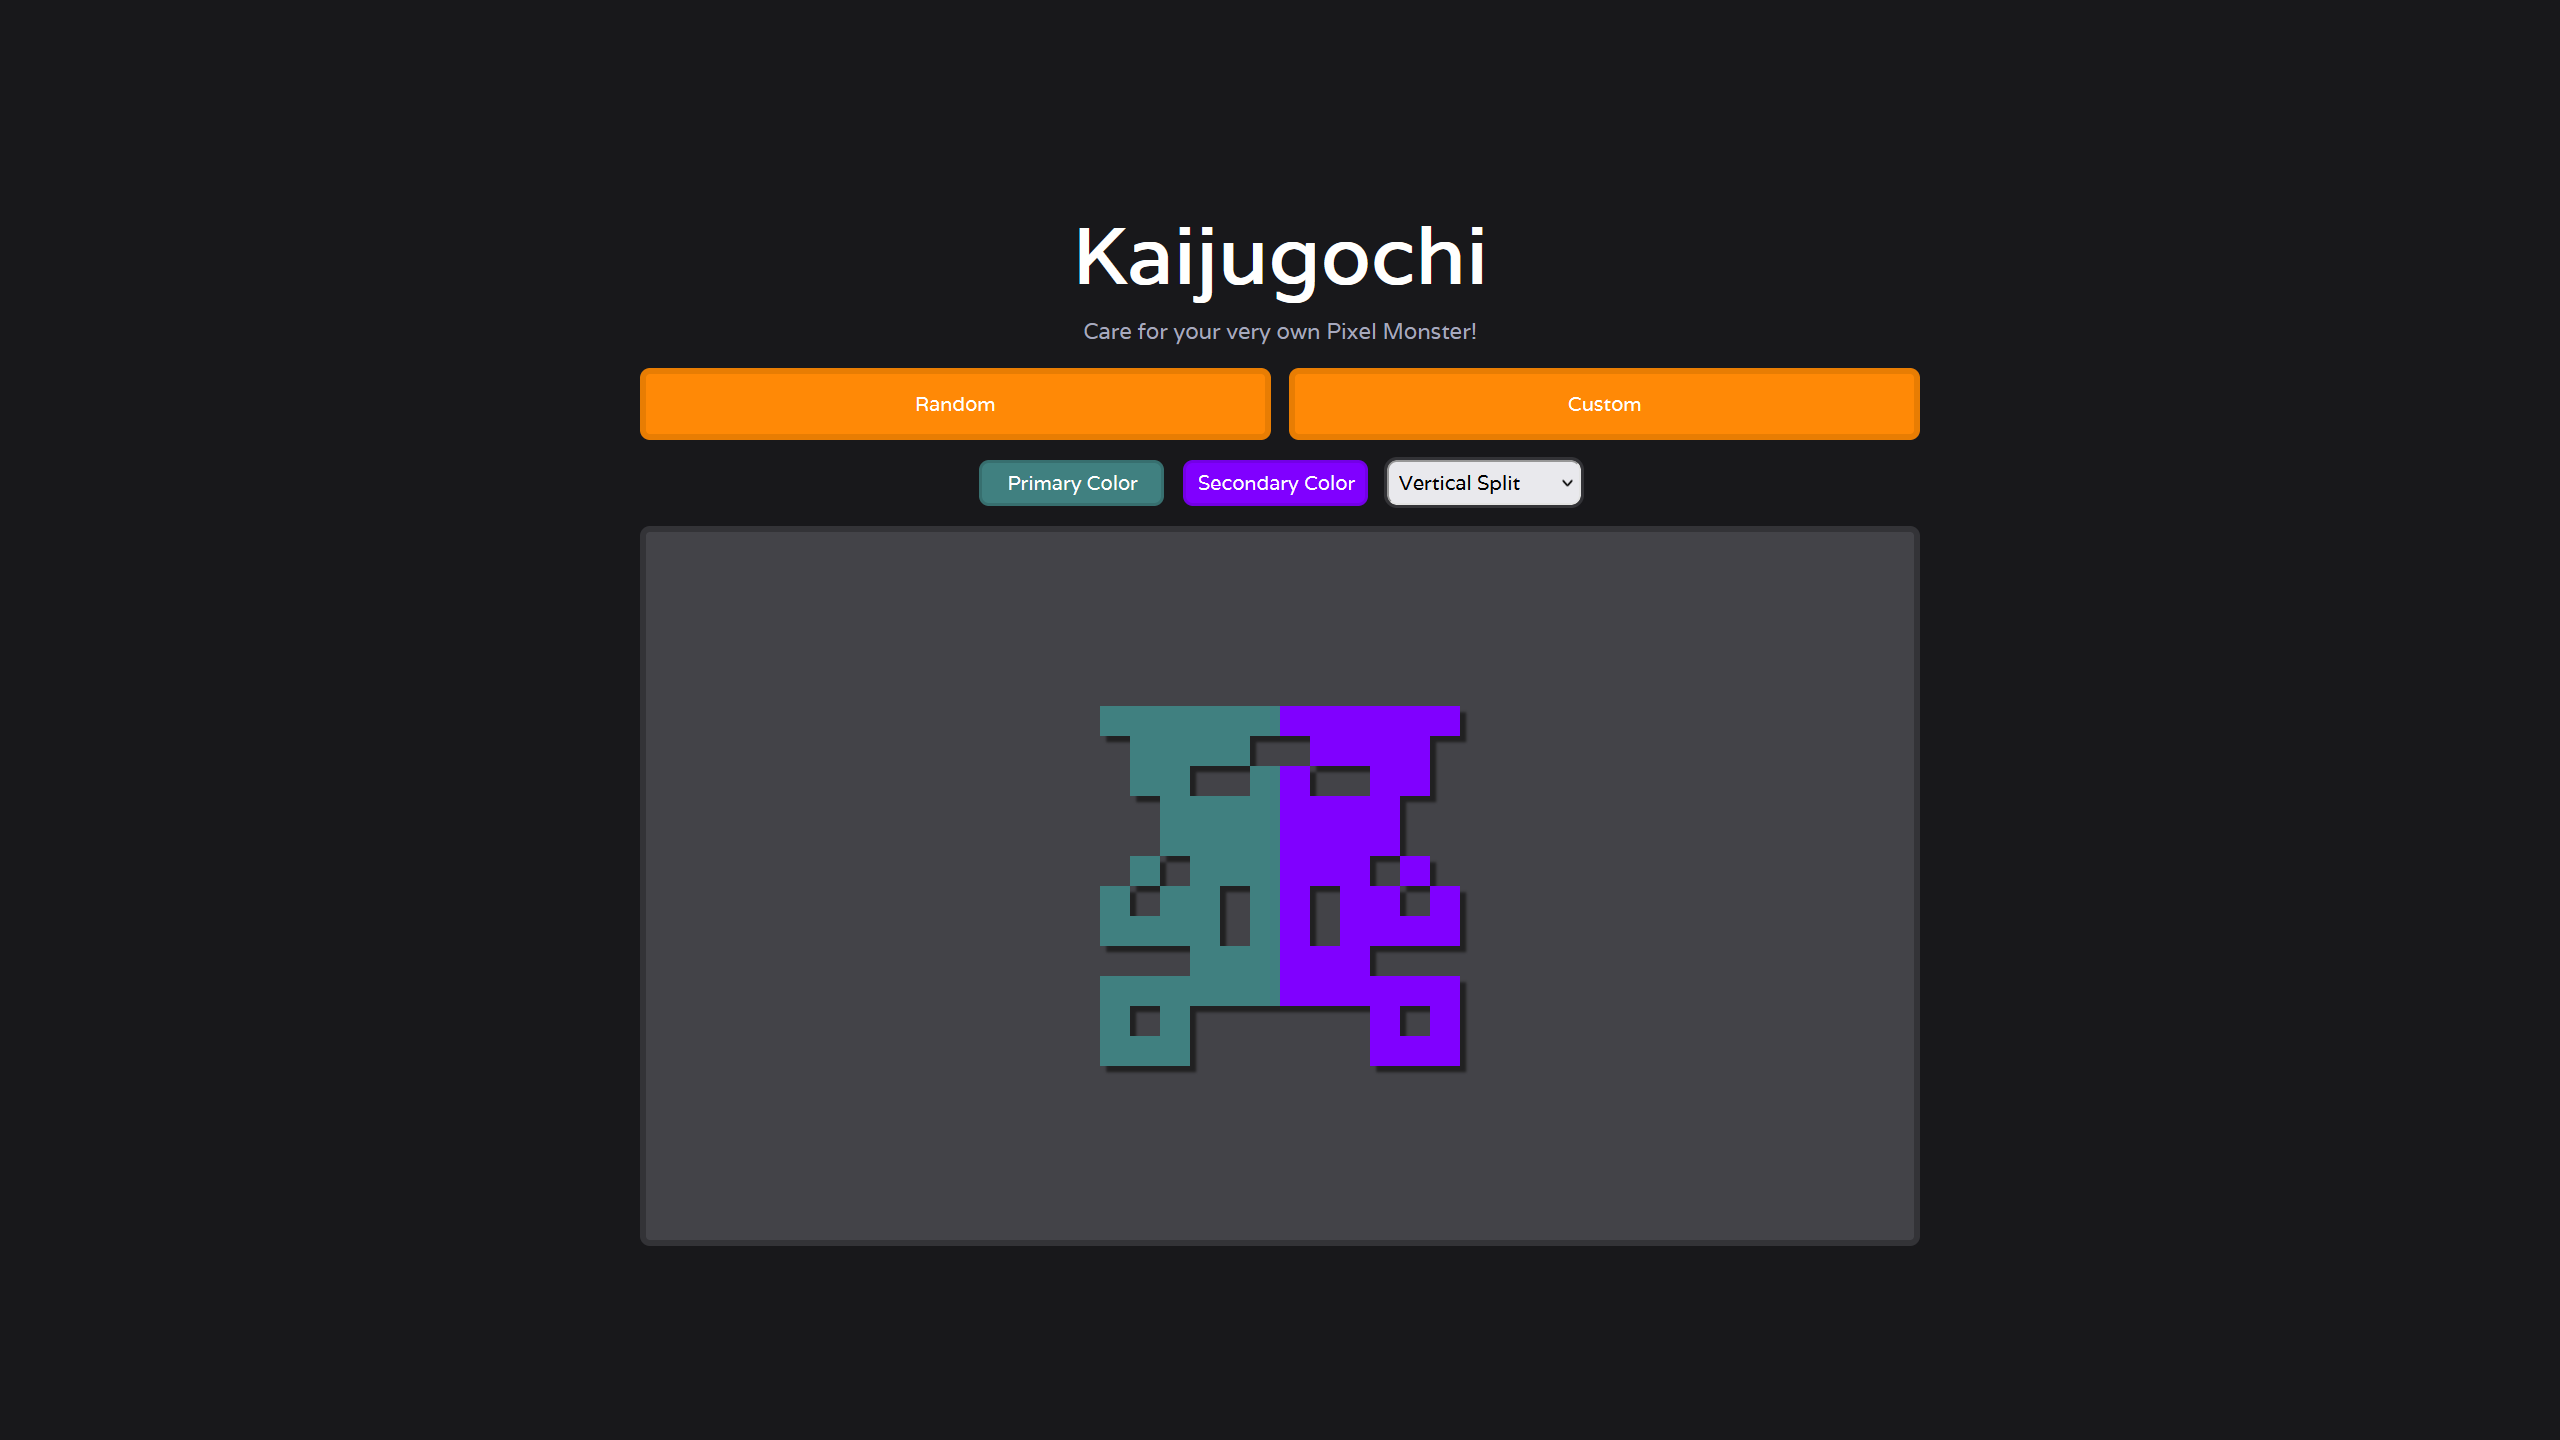 Kaijugochi
Care for your very own Pixel Monster!
Random
Custom
Primary Color
Secondary Color
Vertical Split